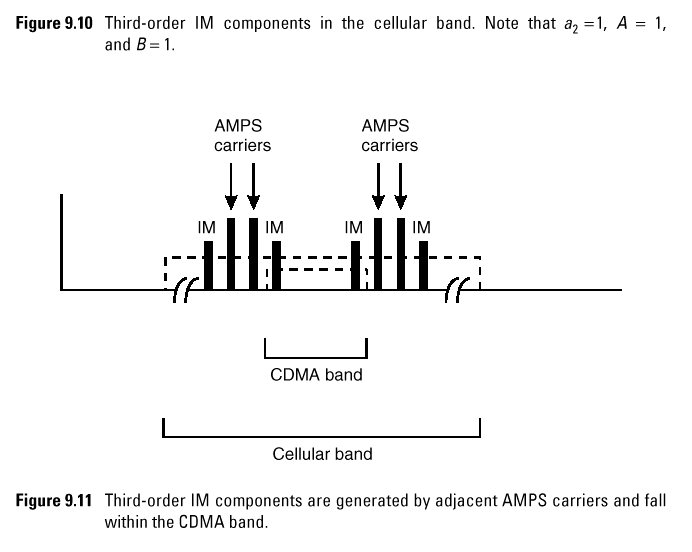 Figure 9.10 Third-order IM components in the cellular band. Note that a₂ =1, A = 1,
and B = 1.
AMPS
carriers
AMPS
carriers
IM
IM
IM
IM
CDMA band
Cellular band
Figure 9.11 Third-order IM components are generated by adjacent AMPS carriers and fall
within the CDMA band.